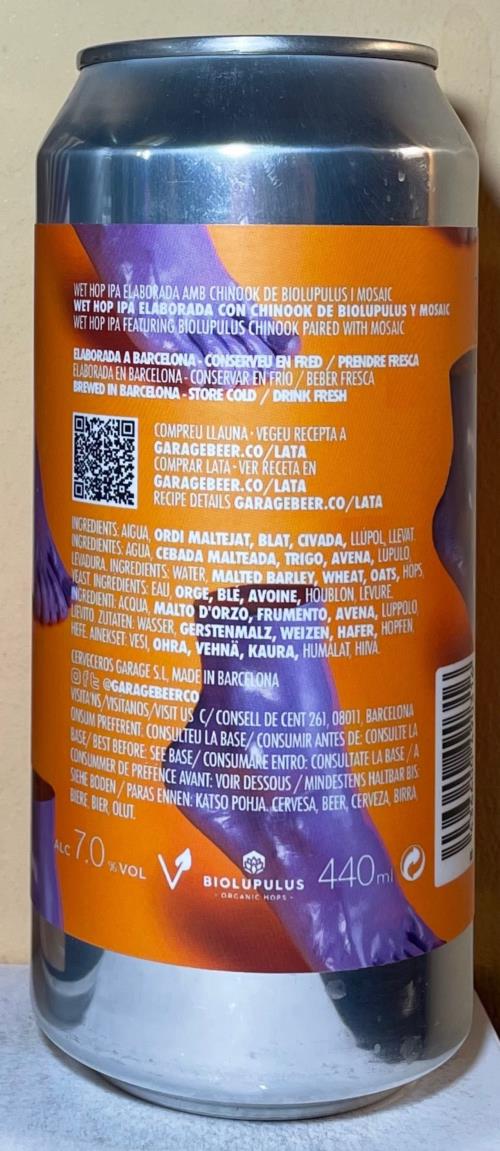 WET HOP IPA ELABORADA AMB CHINOOK DE BIOLUPULUS I MOSAIC
WET HOP IPA ELABORADA CON CHINOOK DE BIOLUPULUS Y MOSAIC
WET HOP IPA FEATURING BIOLUPULUS CHINOOK PAIRED WITH MOSAIC
ELABORADA A BARCELONA - CONSERVEU EN FRED / PRENDRE FRESCA
ELABORADA EN BARCELONA - CONSERVAR EN FRIO / BEBER FRESCA
BREWED IN BARCELONA - STORE COLD / DRINK FRESH
COMPREU LLAUNA · VEGEU RECEPTA A
GARAGEBEER.CO/LATA
COMPRAR LATA · VER RECETA EN
GARAGEBEER.CO/LATA
RECIPE DETAILS GARAGEBEER.CO/LATA
INGREDIENTS: AIGUA, ORDI MALTEJAT, BLAT, CIVADA, LLÚPOL, LLEVAT.
INGREDIENTES: AGUA, CEBADA MALTEADA, TRIGO, AVENA, LÚPULO,
LEVADURA. INGREDIENTS: WATER, MALTED BARLEY, WHEAT, OATS, HOPS,
YEAST. INGREDIENTS: EAU, ORGE, BLÉ, AVOINE, HOUBLON, LEVURE.
INGREDIENTI: ACQUA, MALTO D'ORZO, FRUMENTO, AVENA, LUPPOLO,
LIEVITO. ZUTATEN: WASSER, GERSTENMALZ, WEIZEN, HAFER, HOPFEN,
HEFE. AINEKSET: VESI, OHRA, VEHNÄ, KAURA, HUMALAT, HIIVA.
CERVECEROS GARAGE S.L, MADE IN BARCELONA
@GARAGEBEERCO
VISITA'NS/VISITANOS/VISIT US C/ CONSELL DE CENT 261, 08011, BARCELONA
ONSUM PREFERENT: CONSULTEU LA BASE/ CONSUMIR ANTES DE: CONSULTE LA
BASE/ BEST BEFORE: SEE BASE/ CONSUMARE ENTRO: CONSULTATE LA BASE / A
CONSUMMER DE PREFENCE AVANT: VOIR DESSOUS / MINDESTENS HALTBAR BIS:
SIEHE BODEN / PARAS ENNEN: KATSO POHJA. CERVESA, BEER, CERVEZA, BIRRA,
BIERE, BIER, OLUT.
ALC 7.0 % VOL
V
BIOLUPULUS
- ORGANIC HOPS -
440ml